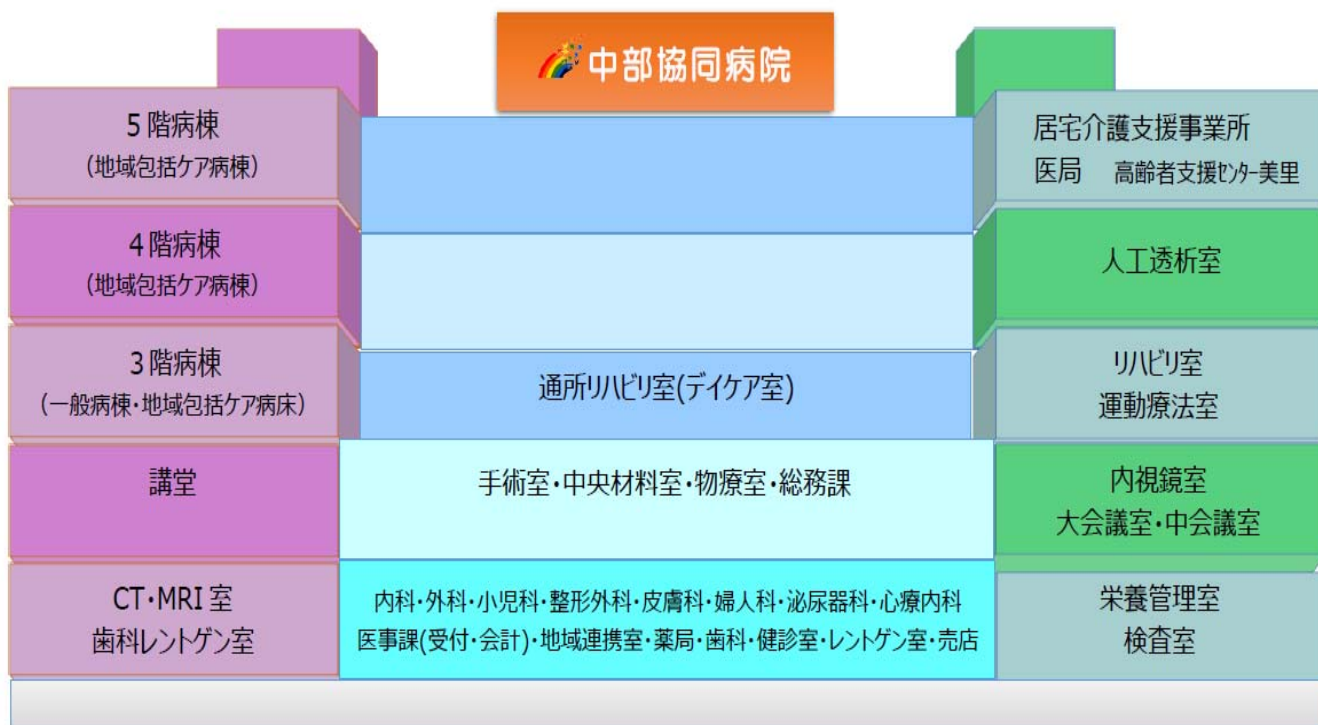 中部協同病院
5階病棟
(地域包括ケア病棟)
居宅介護支援事業所
医局 高齢者支援ｾﾝﾀｰ美里
4階病棟
(地域包括ケア病棟)
人工透析室
3階病棟
(一般病棟・地域包括ケア病床)
通所リハビリ室(デイケア室)
リハビリ室
運動療法室
講堂
手術室・中央材料室・物療室・総務課
内視鏡室
大会議室・中会議室
CT・MRI室
歯科レントゲン室
内科・外科・小児科・整形外科・皮膚科・婦人科・泌尿器科・心療内科
医事課(受付・会計)・地域連携室・薬局・歯科・健診室・レントゲン室・売店
栄養管理室
検査室